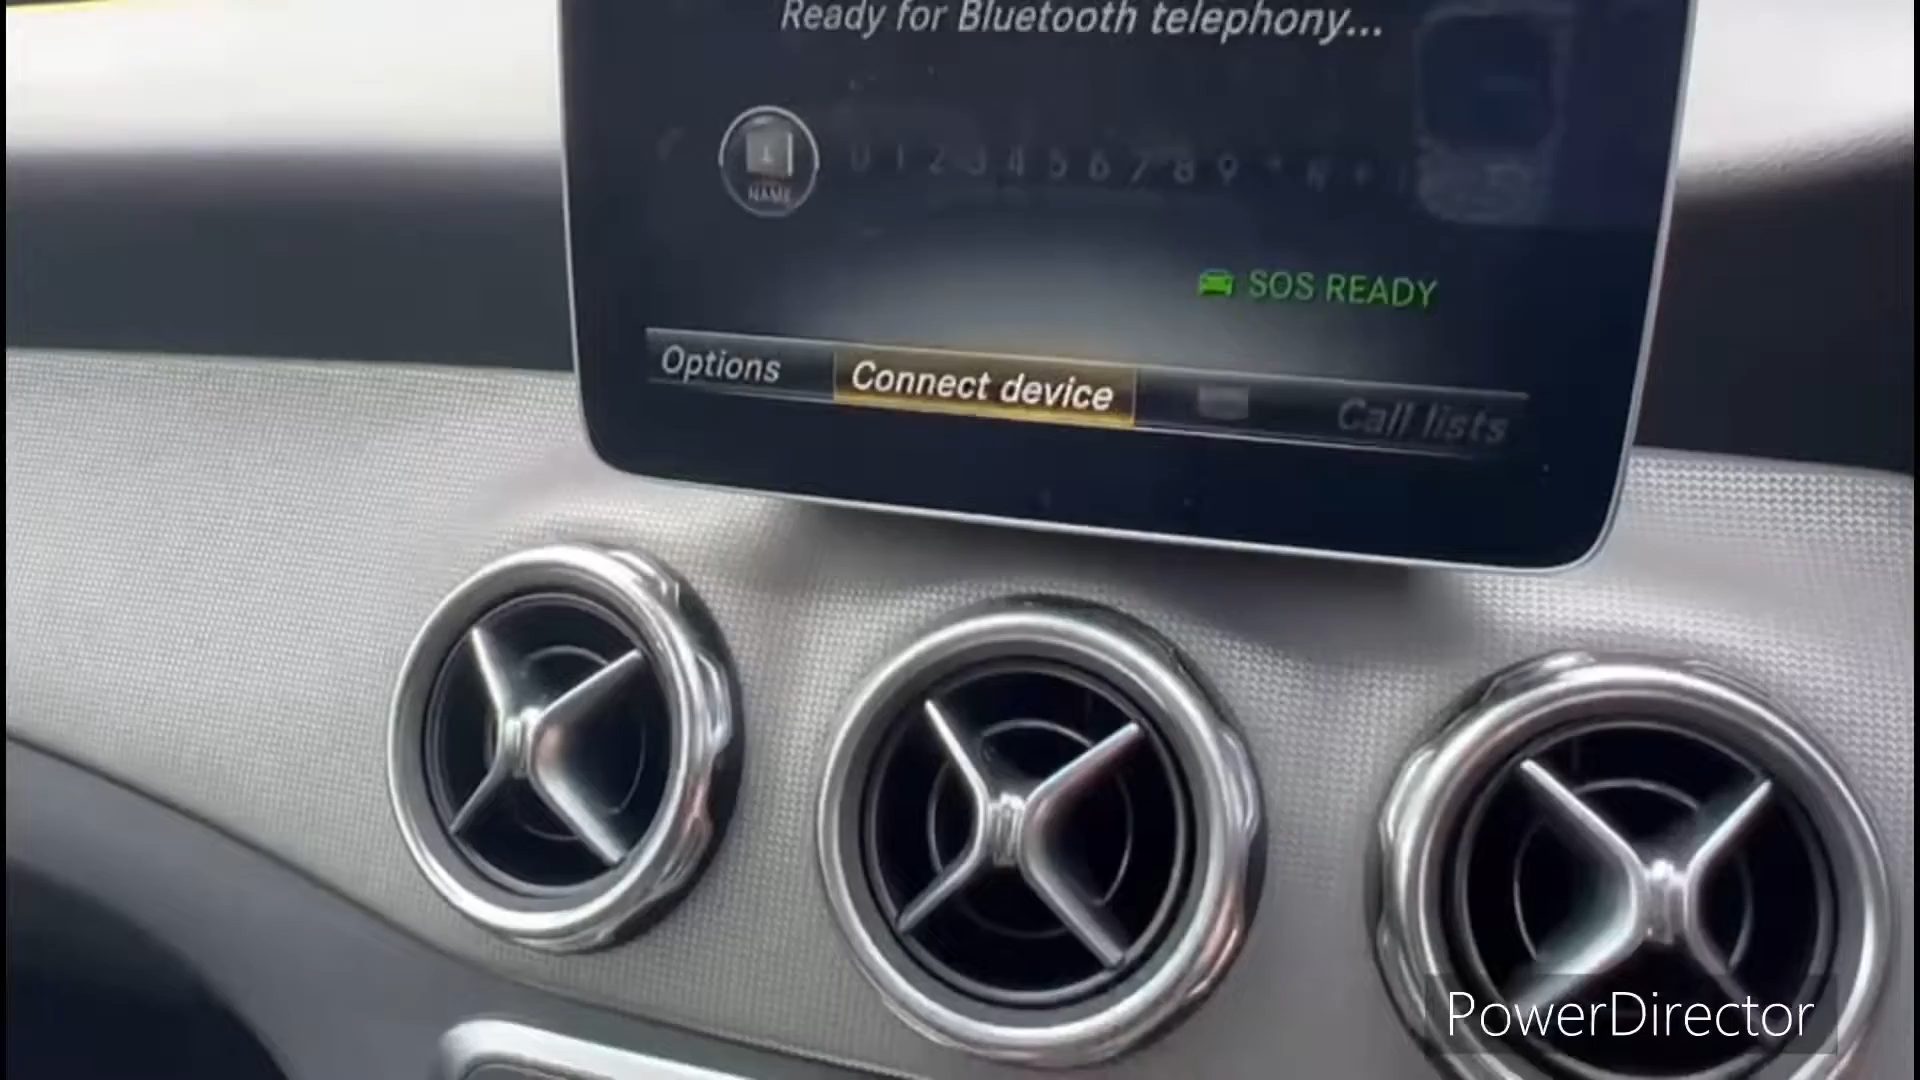 Ready for Bluetooth telephony...
NAME 0 1 2 3 4 5 6 7 8 9 * # +
SOS READY
Options Connect device Call lists
PowerDirector